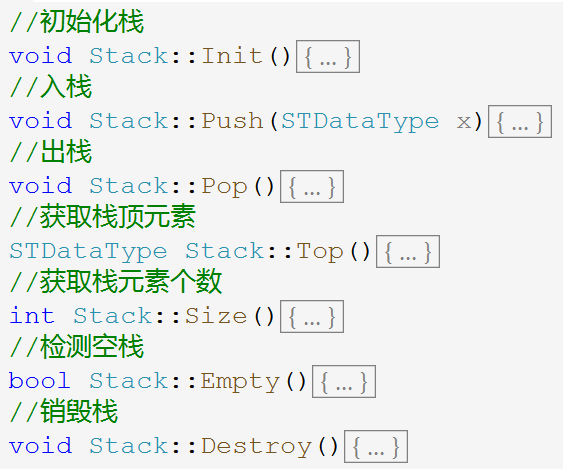 //初始化栈
void Stack::Init(){ ... }
//入栈
void Stack::Push(STDataType x){ ... }
//出栈
void Stack::Pop(){ ... }
//获取栈顶元素
STDataType Stack::Top(){ ... }
//获取栈元素个数
int Stack::Size(){ ... }
//检测空栈
bool Stack::Empty(){ ... }
//销毁栈
void Stack::Destroy(){ ... }